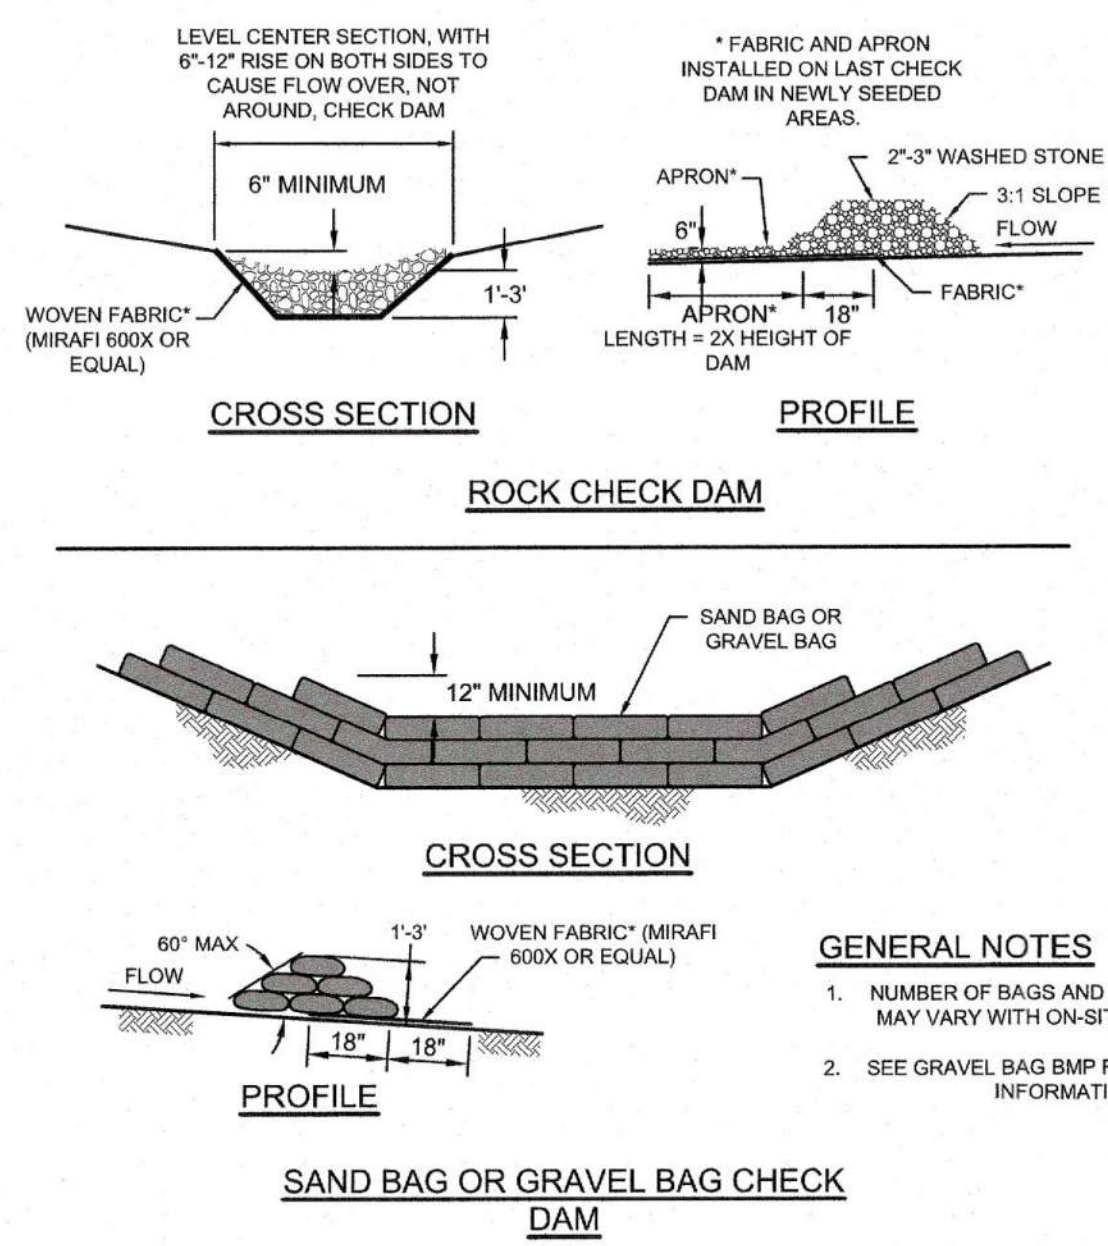 LEVEL CENTER SECTION, WITH
6"-12" RISE ON BOTH SIDES TO
CAUSE FLOW OVER, NOT
AROUND, CHECK DAM
6" MINIMUM
1'-3'
WOVEN FABRIC*
(MIRAFI 600X OR
EQUAL)
CROSS SECTION
* FABRIC AND APRON
INSTALLED ON LAST CHECK
DAM IN NEWLY SEEDED
AREAS.
2"-3" WASHED STONE
APRON*
3:1 SLOPE
6"
FLOW
FABRIC*
APRON*
18"
LENGTH = 2X HEIGHT OF
DAM
PROFILE
ROCK CHECK DAM
SAND BAG OR
GRAVEL BAG
12" MINIMUM
CROSS SECTION
60° MAX
1'-3'
WOVEN FABRIC* (MIRAFI
600X OR EQUAL)
FLOW
18"
18"
PROFILE
GENERAL NOTES
1. NUMBER OF BAGS AND
MAY VARY WITH ON-SIT
2. SEE GRAVEL BAG BMP F
INFORMATI
SAND BAG OR GRAVEL BAG CHECK
DAM